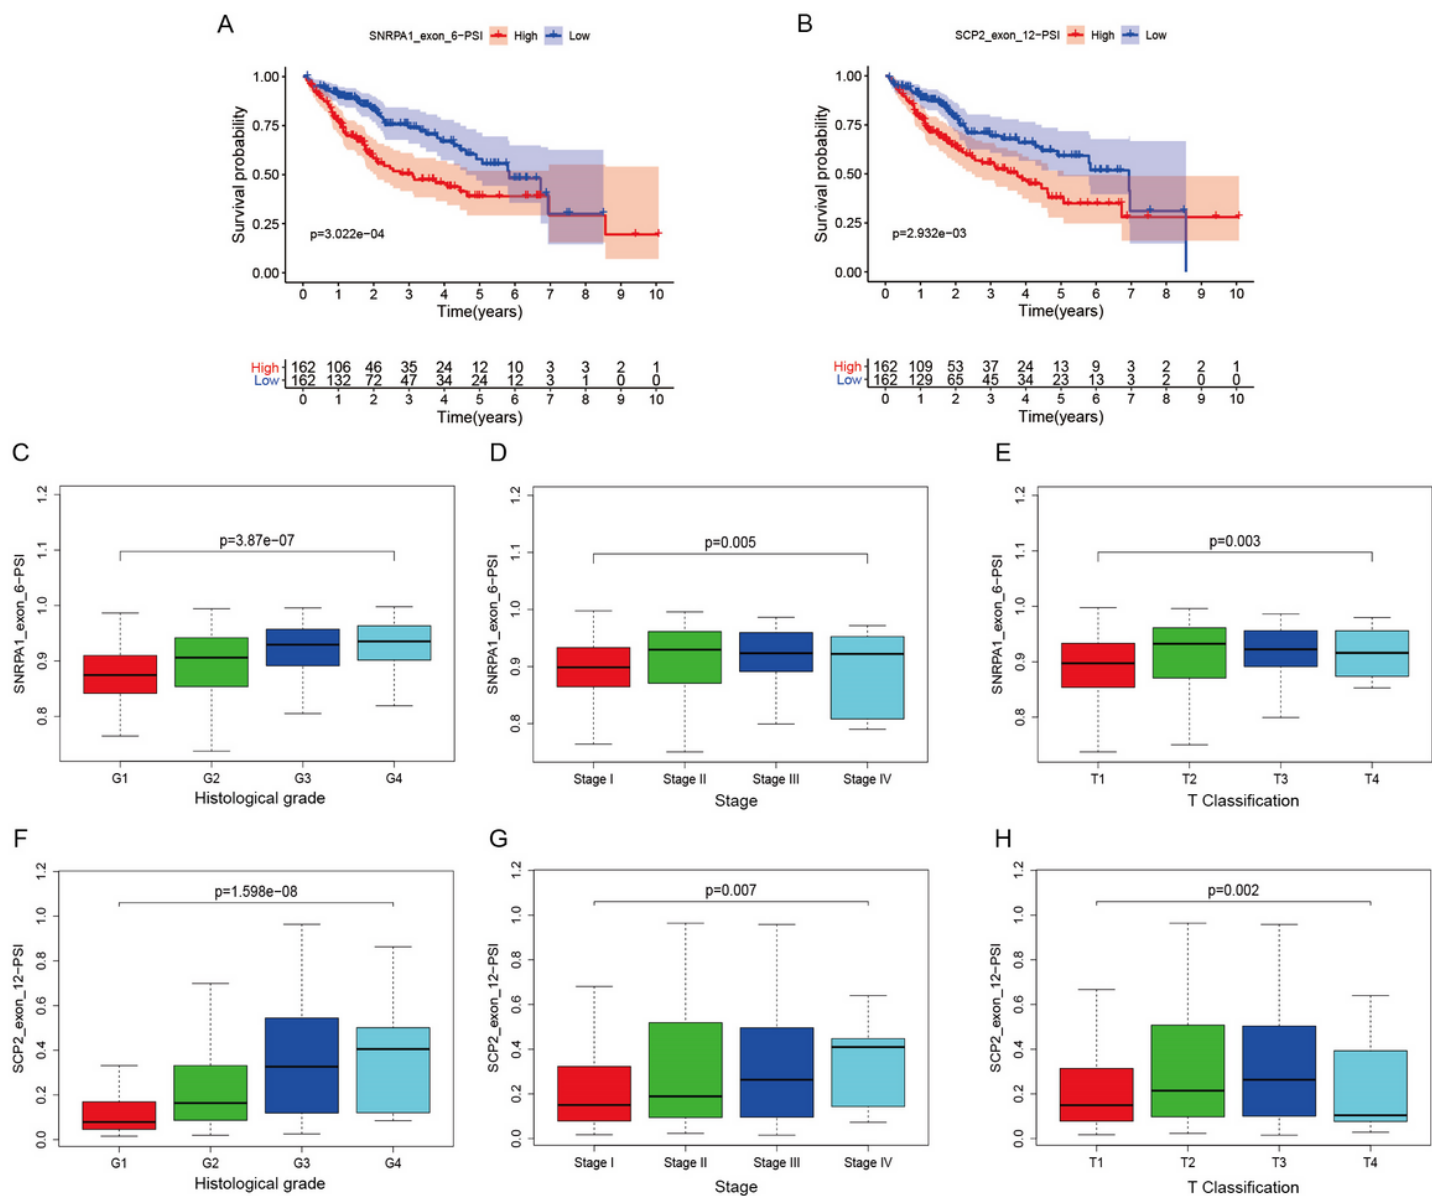 A
SNRPA1_exon_6-PSI High Low
Survival probability
1.00
0.75
0.50
0.25
0.00
p=3.022e-04
0 1 2 3 4 5 6 7 8 9 10
Time(years)
High 162 106 46 35 24 12 10 3 3 2 1
Low 162 132 72 47 34 24 12 3 1 0 0
0 1 2 3 4 5 6 7 8 9 10
Time(years)
B
SCP2_exon_12-PSI High Low
Survival probability
1.00
0.75
0.50
0.25
0.00
p=2.932e-03
0 1 2 3 4 5 6 7 8 9 10
Time(years)
High 162 109 53 37 24 13 9 3 2 2 1
Low 162 129 65 45 34 23 13 3 2 0 0
0 1 2 3 4 5 6 7 8 9 10
Time(years)
C
SNRPA1_exon_6-PSI
1.2
1.1
1.0
0.9
0.8
p=3.87e-07
G1 G2 G3 G4
Histological grade
D
SNRPA1_exon_6-PSI
1.2
1.1
1.0
0.9
0.8
p=0.005
Stage I Stage II Stage III Stage IV
Stage
E
SNRPA1_exon_6-PSI
1.2
1.1
1.0
0.9
0.8
p=0.003
T1 T2 T3 T4
T Classification
F
SCP2_exon_12-PSI
1.2
1.0
0.8
0.6
0.4
0.2
0.0
p=1.598e-08
G1 G2 G3 G4
Histological grade
G
SCP2_exon_12-PSI
1.2
1.0
0.8
0.6
0.4
0.2
0.0
p=0.007
Stage I Stage II Stage III Stage IV
Stage
H
SCP2_exon_12-PSI
1.2
1.0
0.8
0.6
0.4
0.2
0.0
p=0.002
T1 T2 T3 T4
T Classification